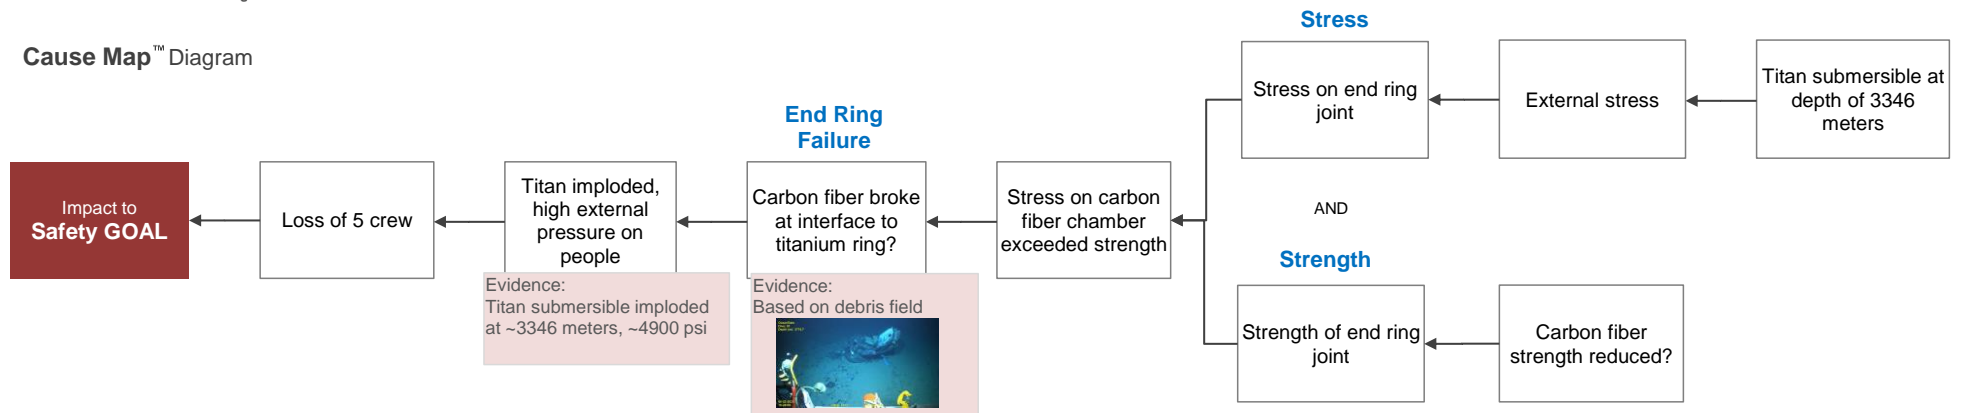 Cause Map™ Diagram
Impact to
Safety GOAL
Loss of 5 crew
Titan imploded,
high external
pressure on
people
Evidence:
Titan submersible imploded
at ~3346 meters, ~4900 psi
End Ring
Failure
Carbon fiber broke
at interface to
titanium ring?
Evidence:
Based on debris field
Stress on carbon
fiber chamber
exceeded strength
Stress
Stress on end ring
joint
External stress
Titan submersible at
depth of 3346
meters
AND
Strength
Strength of end ring
joint
Carbon fiber
strength reduced?